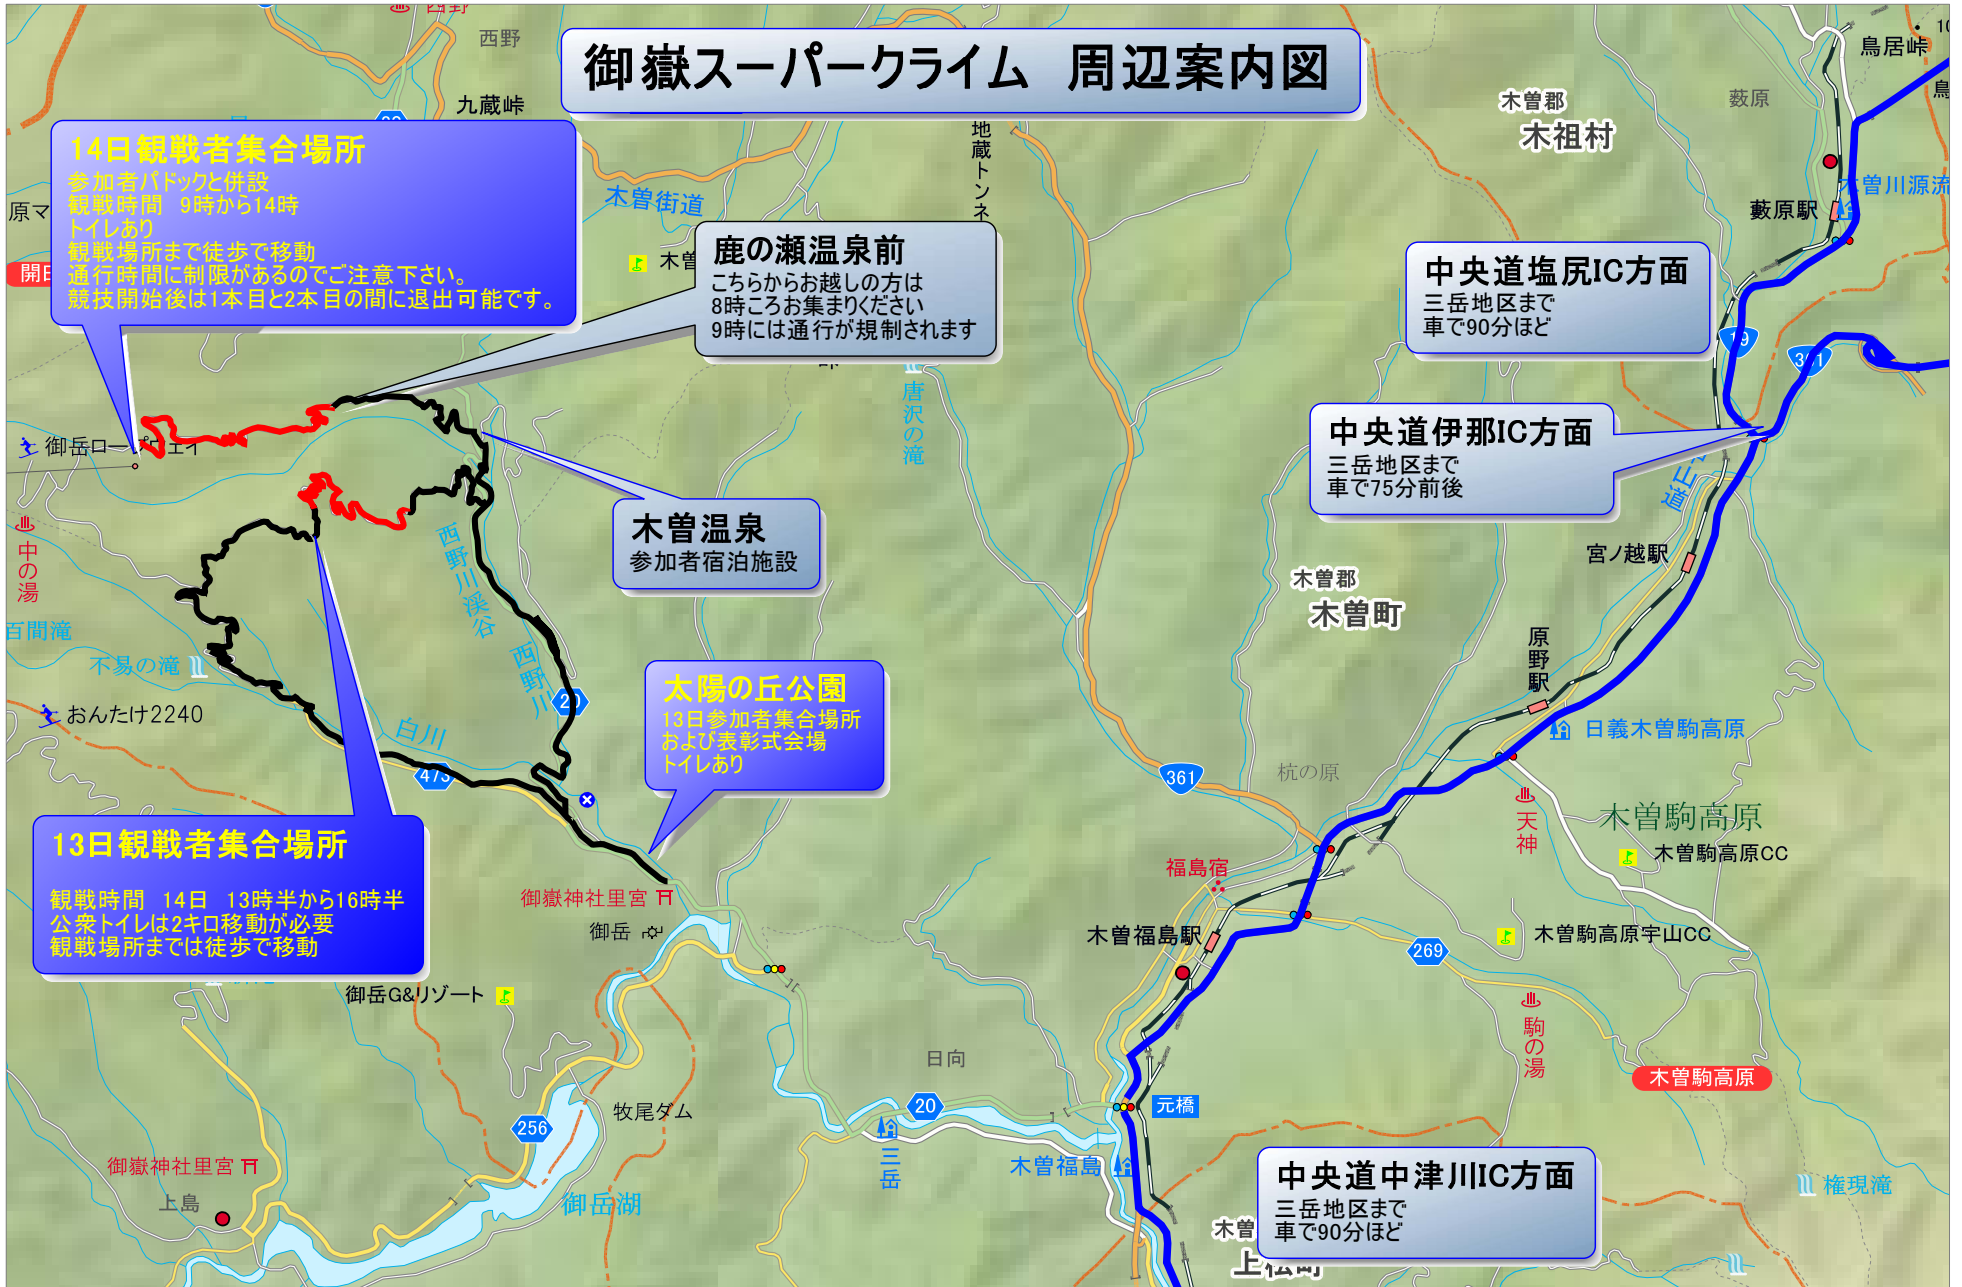 御嶽スーパークライム 周辺案内図
西野
西野
九蔵峠
14日観戦者集合場所
参加者パドックと併設
観戦時間 9時から14時
トイレあり
観戦場所まで徒歩で移動
通行時間に制限があるのでご注意下さい。
競技開始後は1本目と2本目の間に退出可能です。
木曽街道
地蔵トンネ
鹿の瀬温泉前
こちらからお越しの方は
8時ころお集まりください
9時には通行が規制されます
木曽郡
木祖村
薮原
鳥居峠
木曽川源流
藪原駅
中央道塩尻IC方面
三岳地区まで
車で90分ほど
19
361
唐沢の滝
中央道伊那IC方面
三岳地区まで
車で75分前後
山道
御岳ロープウェイ
中の湯
百間滝
不易の滝
おんたけ2240
木曽温泉
参加者宿泊施設
西野川渓谷
西野川
20
白川
473
宮ノ越駅
木曽郡
木曽町
原野駅
日義木曽駒高原
太陽の丘公園
13日参加者集合場所
および表彰式会場
トイレあり
361
杭の原
天神
木曽駒高原
木曽駒高原CC
13日観戦者集合場所
観戦時間 14日 13時半から16時半
公衆トイレは2キロ移動が必要
観戦場所までは徒歩で移動
御嶽神社里宮
御岳
御岳G&リゾート
福島宿
木曽福島駅
269
木曽駒高原宇山CC
駒の湯
木曽駒高原
日向
20
元橋
牧尾ダム
256
三岳
木曽福島
御嶽神社里宮
上島
御岳湖
中央道中津川IC方面
三岳地区まで
車で90分ほど
権現滝
木曽
上松町